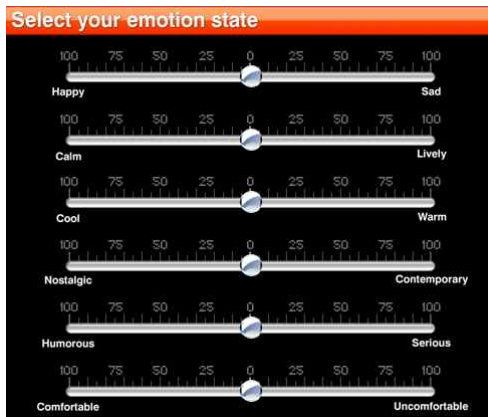 Select your emotion state
100 75 50 25 0 25 50 75 100
Happy Sad
100 75 50 25 0 25 50 75 100
Calm Lively
100 75 50 25 0 25 50 75 100
Cool Warm
100 75 50 25 0 25 50 75 100
Nostalgic Contemporary
100 75 50 25 0 25 50 75 100
Humorous Serious
100 75 50 25 0 25 50 75 100
Comfortable Uncomfortable